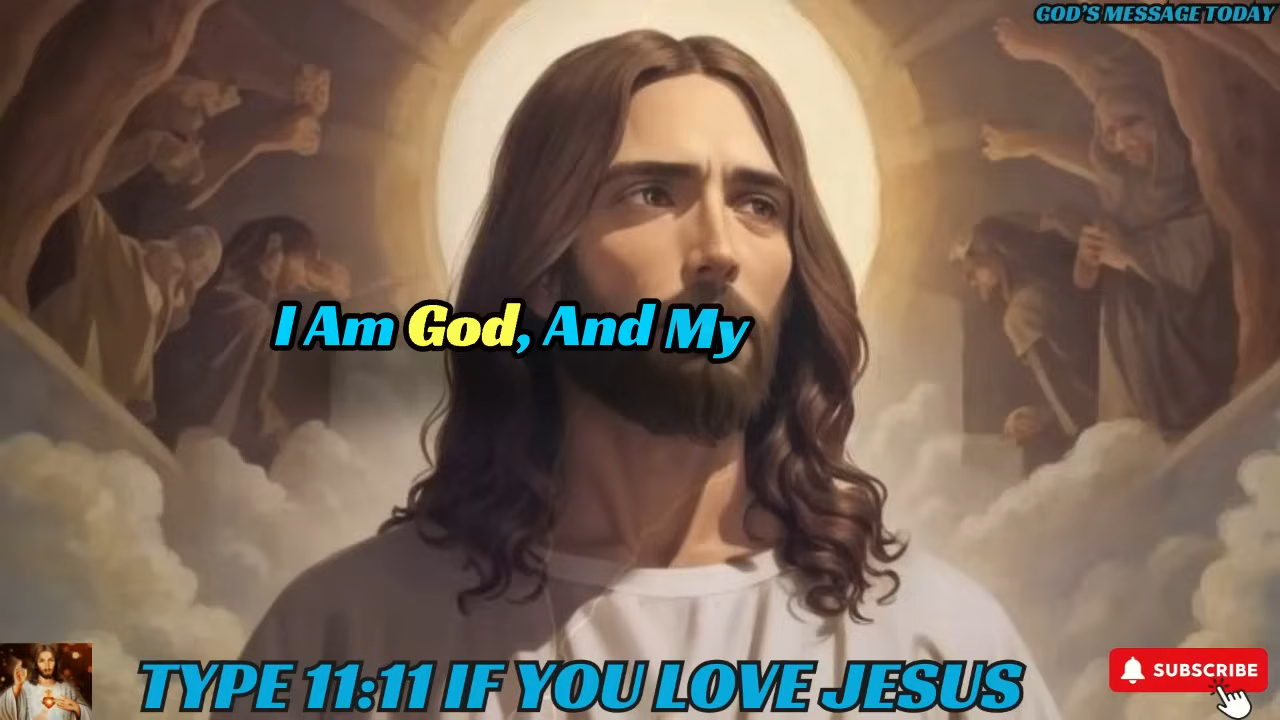 GOD'S MESSAGE TODAY
I Am God, And My
TYPE 11:11 IF YOU LOVE JESUS
SUBSCRIBE